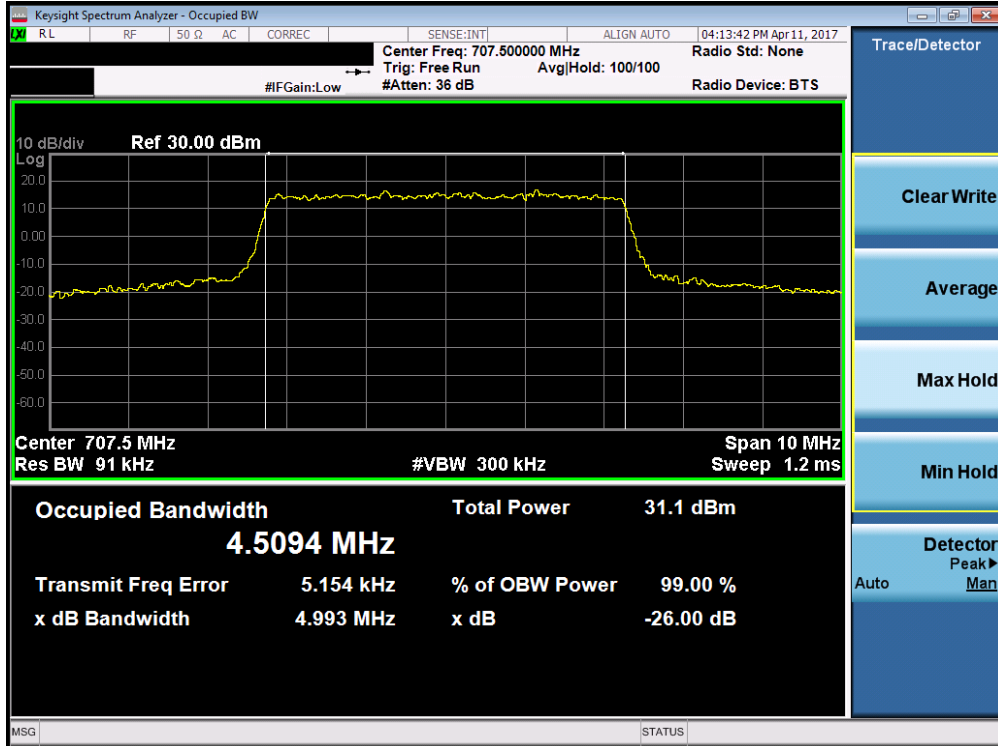 Keysight Spectrum Analyzer - Occupied BW
LXI RL RF 50 Ω AC CORREC SENSE:INT ALIGN AUTO 04:13:42 PM Apr 11, 2017
Center Freq: 707.500000 MHz Radio Std: None
Trig: Free Run Avg|Hold: 100/100
#IFGain:Low #Atten: 36 dB Radio Device: BTS
10 dB/div Ref 30.00 dBm
Log
20.0
10.0
0.00
-10.0
-20.0
-30.0
-40.0
-50.0
-60.0
Center 707.5 MHz Span 10 MHz
Res BW 91 kHz #VBW 300 kHz Sweep 1.2 ms
Occupied Bandwidth Total Power 31.1 dBm
4.5094 MHz
Transmit Freq Error 5.154 kHz % of OBW Power 99.00 %
x dB Bandwidth 4.993 MHz x dB -26.00 dB
MSG STATUS
Trace/Detector
Clear Write
Average
Max Hold
Min Hold
Detector
Peak▶
Auto Man